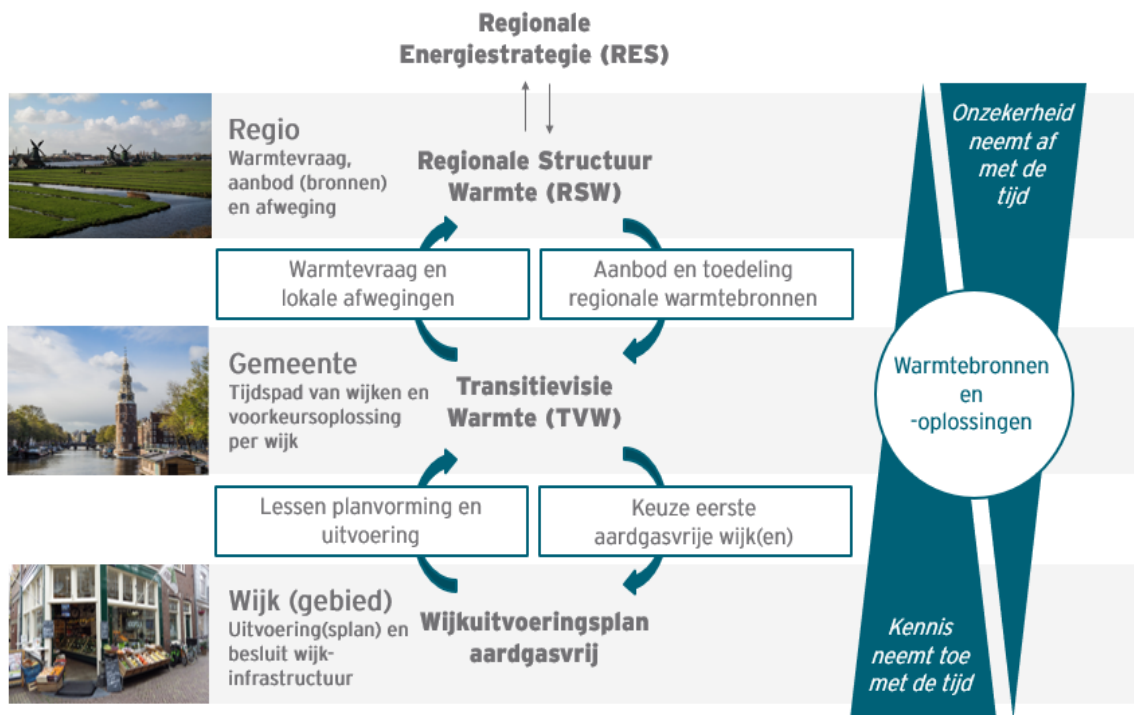 Regionale
Energiestrategie (RES)
Regio
Warmtevraag,
aanbod (bronnen)
en afweging
Regionale Structuur
Warmte (RSW)
Onzekerheid
neemt af
met de
tijd
Warmtevraag en
lokale afwegingen
Aanbod en toedeling
regionale warmtebronnen
Gemeente
Tijdspad van wijken en
voorkeursoplossing
per wijk
Transitievisie
Warmte (TVW)
Warmtebronnen
en
-oplossingen
Lessen planvorming en
uitvoering
Keuze eerste
aardgasvrije wijk(en)
Wijk (gebied)
Uitvoering(splan) en
besluit wijk-
infrastructuur
Wijkuitvoeringsplan
aardgasvrij
Kennis
neemt toe
met de tijd